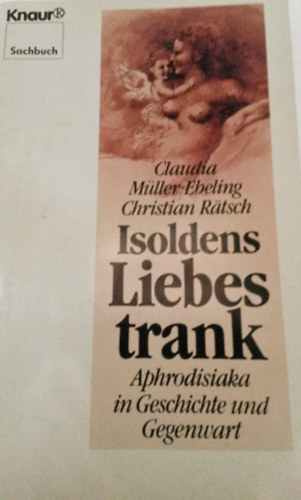 Knaur®
Sachbuch
Claudia
Müller-Ebeling
Christian Rätsch
Isoldens
Liebes
trank
Aphrodisiaka
in Geschichte und
Gegenwart